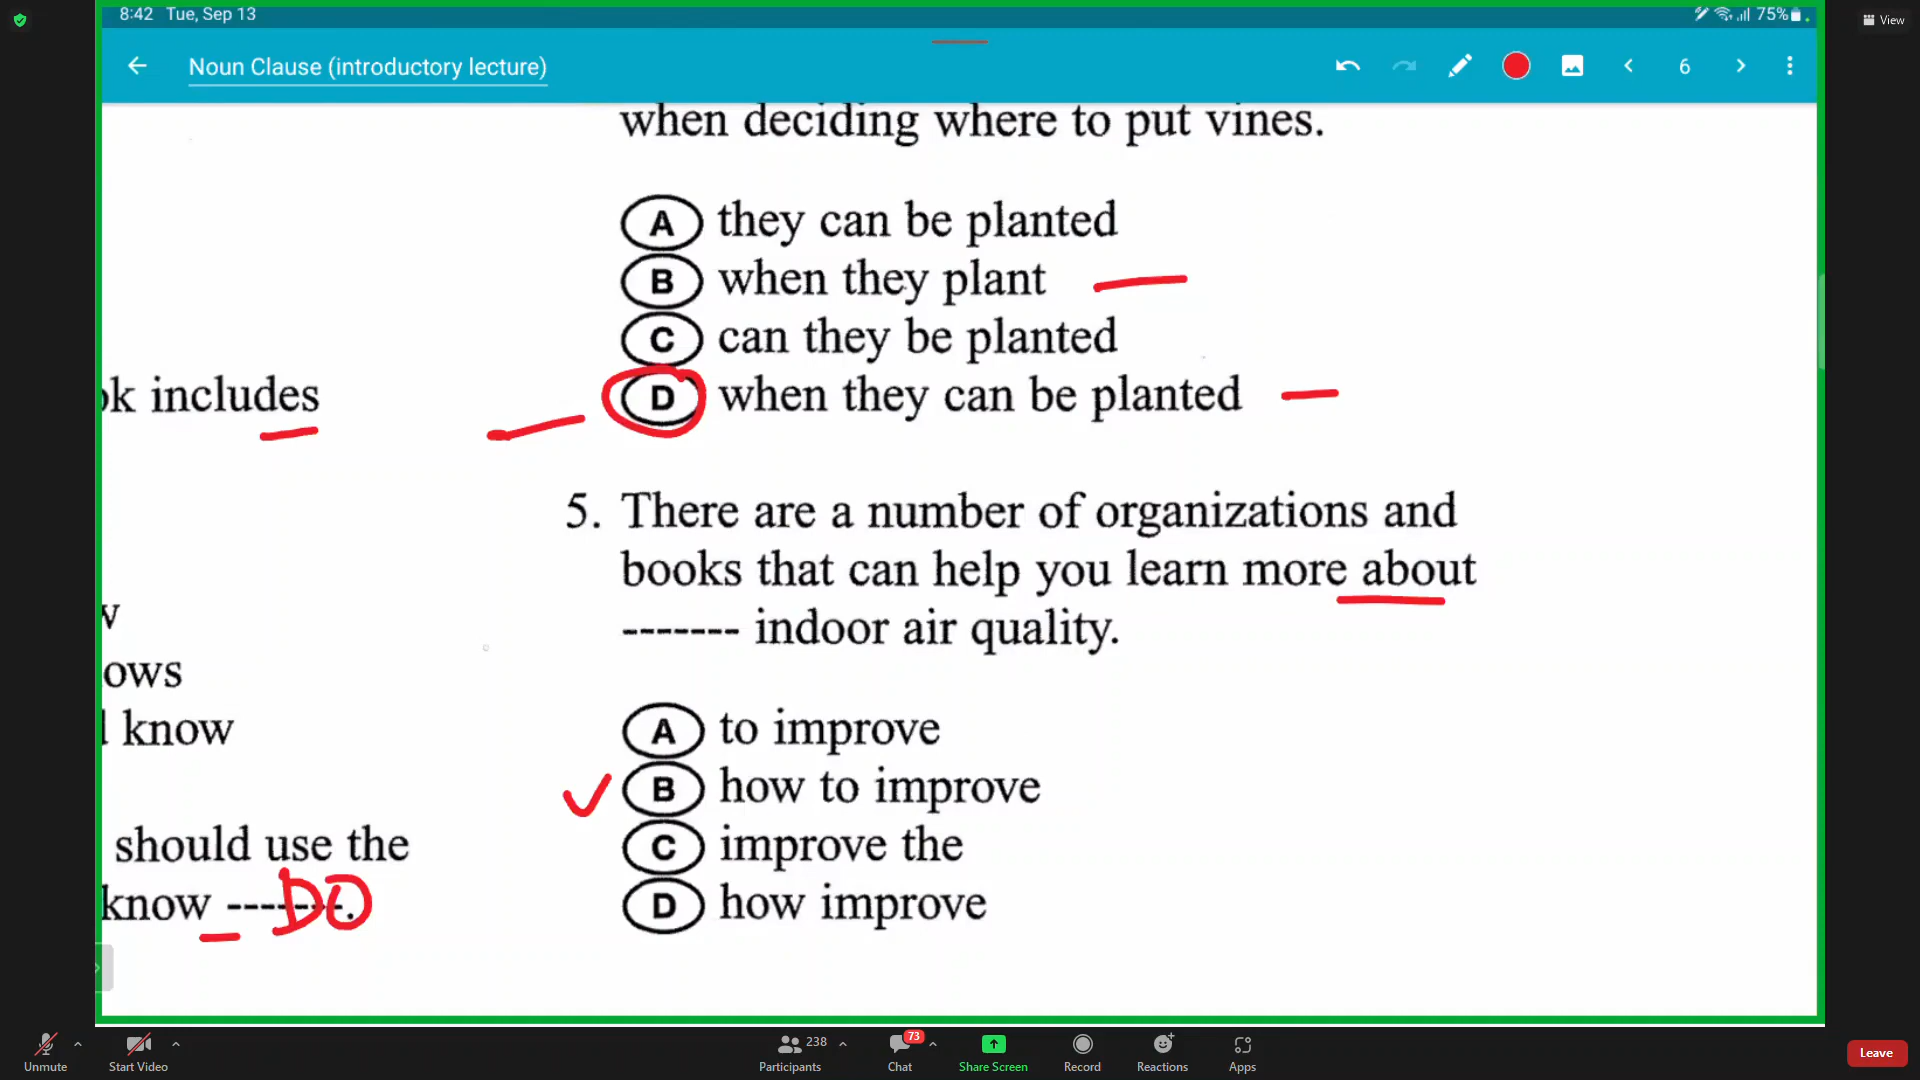 8:42 Tue, Sep 13
75%
View
Noun Clause (introductory lecture)
6
when deciding where to put vines.
A they can be planted
B when they plant
C can they be planted
D when they can be planted
ok includes
5. There are a number of organizations and
books that can help you learn more about
------- indoor air quality.
w
ows
know
A to improve
B how to improve
C improve the
D how improve
should use the
know -------.
DO
Unmute
Start Video
238
Participants
73
Chat
Share Screen
Record
Reactions
Apps
Leave